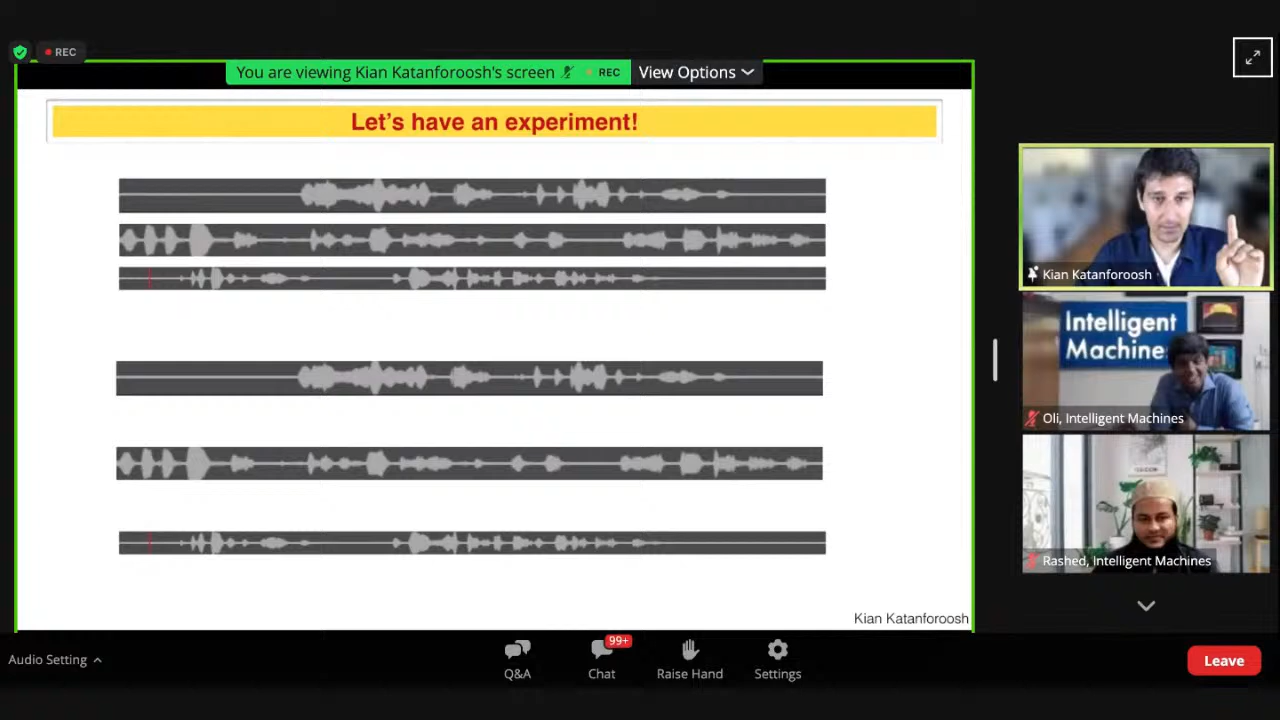 REC
You are viewing Kian Katanforoosh's screen
REC
View Options
Let's have an experiment!
Kian Katanforoosh
Intelligent
Machine
Oli, Intelligent Machines
Rashed, Intelligent Machines
Kian Katanforoosh
Audio Setting
Q&A
99+
Chat
Raise Hand
Settings
Leave